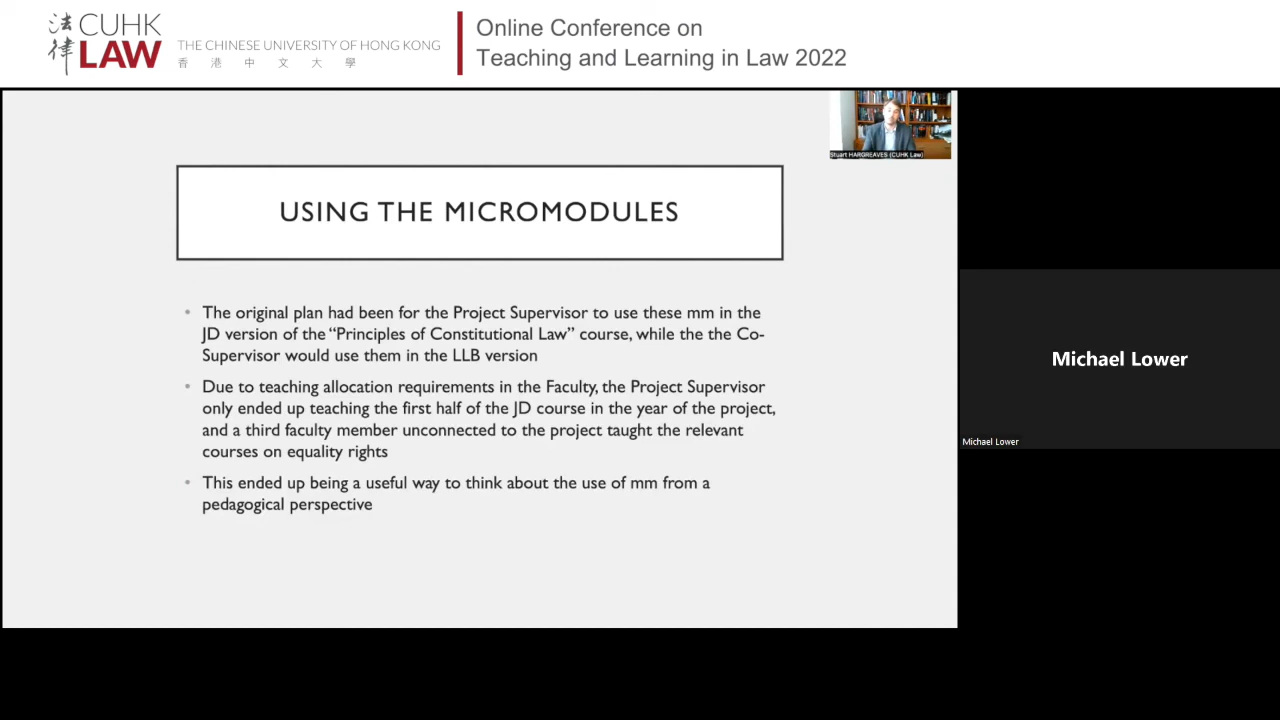 法律
CUHK
LAW
THE CHINESE UNIVERSITY OF HONG KONG
香港中文大學
Online Conference on
Teaching and Learning in Law 2022
Stuart HARGREAVES (CUHK Law)
USING THE MICROMODULES
• The original plan had been for the Project Supervisor to use these mm in the
JD version of the “Principles of Constitutional Law” course, while the the Co-
Supervisor would use them in the LLB version
• Due to teaching allocation requirements in the Faculty, the Project Supervisor
only ended up teaching the first half of the JD course in the year of the project,
and a third faculty member unconnected to the project taught the relevant
courses on equality rights
• This ended up being a useful way to think about the use of mm from a
pedagogical perspective
Michael Lower
Michael Lower